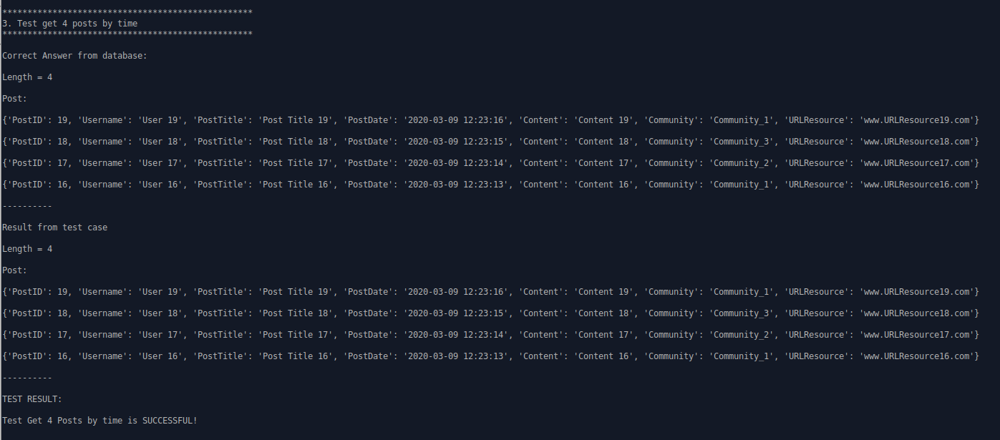 **************************************************
3. Test get 4 posts by time
**************************************************
Correct Answer from database:
Length = 4
Post:
{'PostID': 19, 'Username': 'User 19', 'PostTitle': 'Post Title 19', 'PostDate': '2020-03-09 12:23:16', 'Content': 'Content 19', 'Community': 'Community_1', 'URLResource': 'www.URLResource19.com'}
{'PostID': 18, 'Username': 'User 18', 'PostTitle': 'Post Title 18', 'PostDate': '2020-03-09 12:23:15', 'Content': 'Content 18', 'Community': 'Community_3', 'URLResource': 'www.URLResource18.com'}
{'PostID': 17, 'Username': 'User 17', 'PostTitle': 'Post Title 17', 'PostDate': '2020-03-09 12:23:14', 'Content': 'Content 17', 'Community': 'Community_2', 'URLResource': 'www.URLResource17.com'}
{'PostID': 16, 'Username': 'User 16', 'PostTitle': 'Post Title 16', 'PostDate': '2020-03-09 12:23:13', 'Content': 'Content 16', 'Community': 'Community_1', 'URLResource': 'www.URLResource16.com'}
----------
Result from test case
Length = 4
Post:
{'PostID': 19, 'Username': 'User 19', 'PostTitle': 'Post Title 19', 'PostDate': '2020-03-09 12:23:16', 'Content': 'Content 19', 'Community': 'Community_1', 'URLResource': 'www.URLResource19.com'}
{'PostID': 18, 'Username': 'User 18', 'PostTitle': 'Post Title 18', 'PostDate': '2020-03-09 12:23:15', 'Content': 'Content 18', 'Community': 'Community_3', 'URLResource': 'www.URLResource18.com'}
{'PostID': 17, 'Username': 'User 17', 'PostTitle': 'Post Title 17', 'PostDate': '2020-03-09 12:23:14', 'Content': 'Content 17', 'Community': 'Community_2', 'URLResource': 'www.URLResource17.com'}
{'PostID': 16, 'Username': 'User 16', 'PostTitle': 'Post Title 16', 'PostDate': '2020-03-09 12:23:13', 'Content': 'Content 16', 'Community': 'Community_1', 'URLResource': 'www.URLResource16.com'}
----------
TEST RESULT:
Test Get 4 Posts by time is SUCCESSFUL!